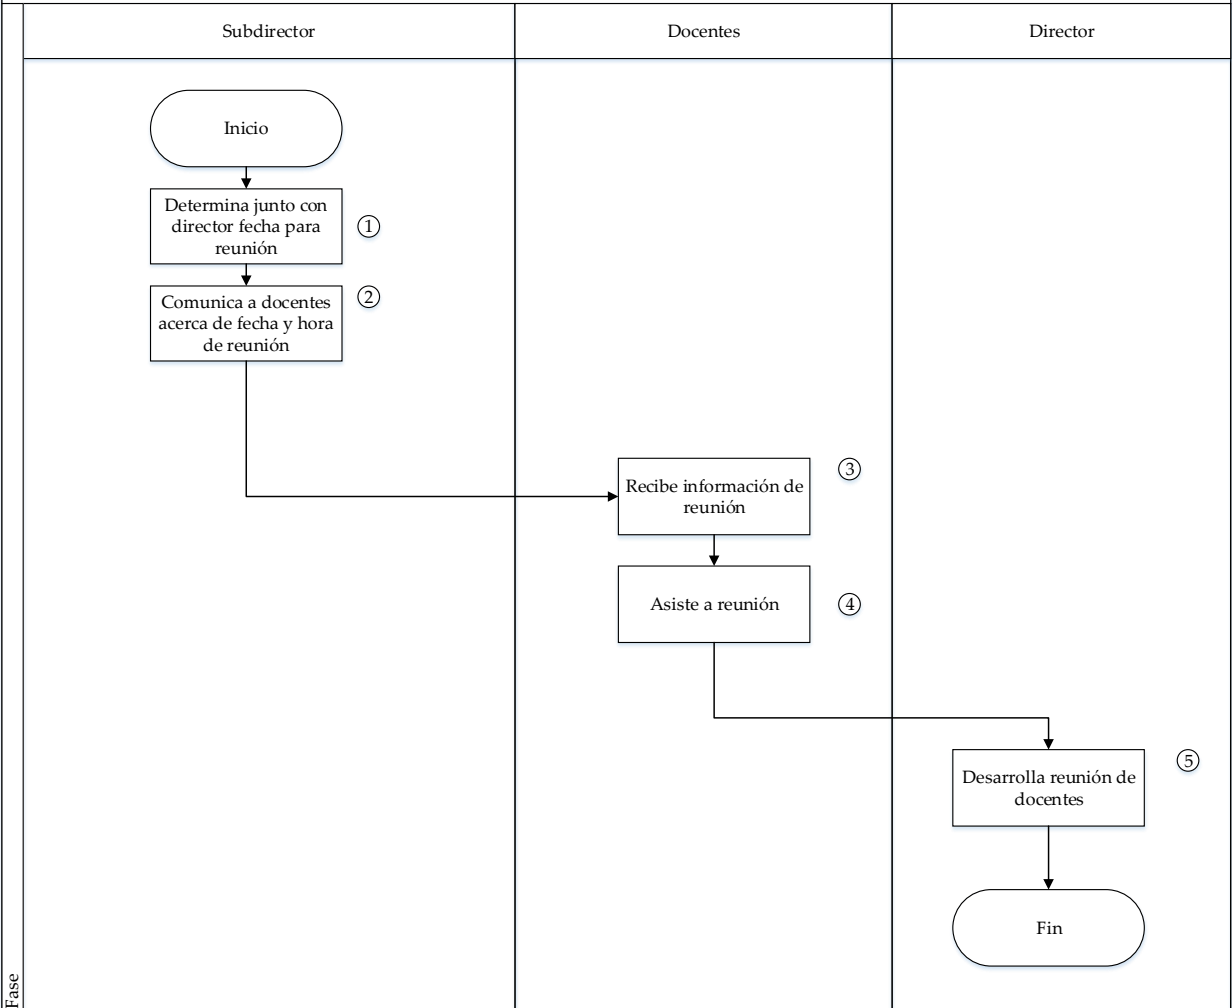 Subdirector
Docentes
Director
Inicio
Determina junto con
director fecha para
reunión
1
Comunica a docentes
acerca de fecha y hora
de reunión
2
Recibe información de
reunión
3
Asiste a reunión
4
Desarrolla reunión de
docentes
5
Fin
Fase